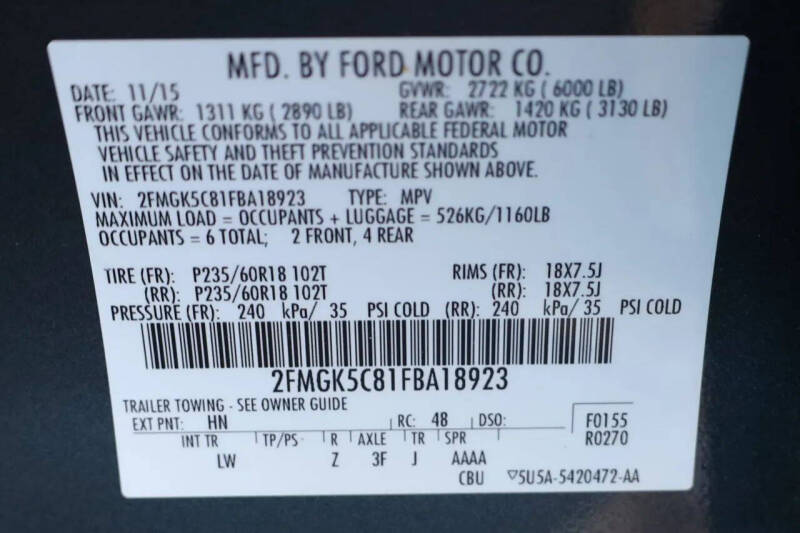 MFD. BY FORD MOTOR CO.
DATE: 11/15 GVWR: 2722 KG ( 6000 LB)
FRONT GAWR: 1311 KG ( 2890 LB) REAR GAWR: 1420 KG ( 3130 LB)
THIS VEHICLE CONFORMS TO ALL APPLICABLE FEDERAL MOTOR
VEHICLE SAFETY AND THEFT PREVENTION STANDARDS
IN EFFECT ON THE DATE OF MANUFACTURE SHOWN ABOVE.
VIN: 2FMGK5C81FBA18923 TYPE: MPV
MAXIMUM LOAD = OCCUPANTS + LUGGAGE = 526KG/1160LB
OCCUPANTS = 6 TOTAL; 2 FRONT, 4 REAR
TIRE (FR): P235/60R18 102T RIMS (FR): 18X7.5J
(RR): P235/60R18 102T (RR): 18X7.5J
PRESSURE (FR): 240 kPa/ 35 PSI COLD (RR): 240 kPa/ 35 PSI COLD
2FMGK5C81FBA18923
TRAILER TOWING - SEE OWNER GUIDE
EXT PNT: HN RC: 48 DSO: F0155
R0270
INT TR TP/PS R AXLE TR SPR
LW Z 3F J AAAA
CBU ▽5U5A-5420472-AA